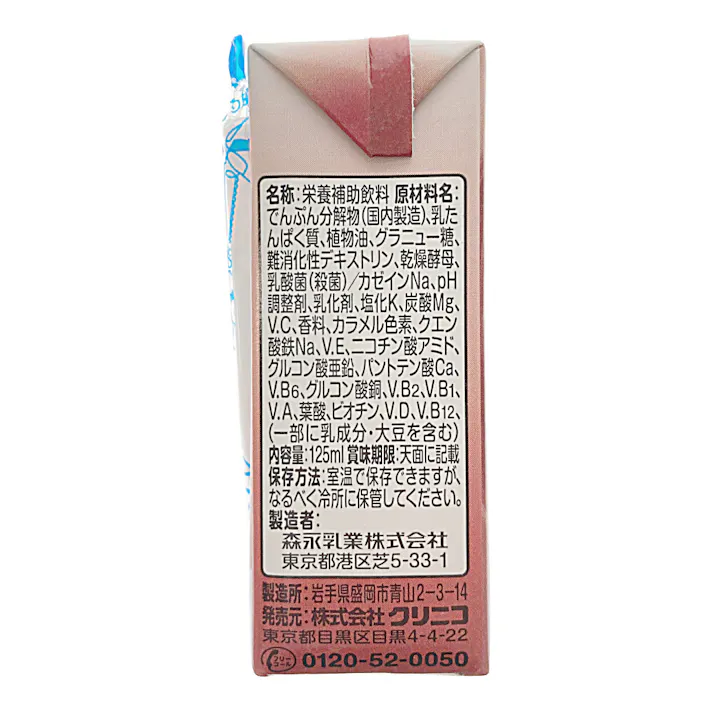 名称:栄養補助飲料 原材料名:
でんぷん分解物(国内製造)、乳た
んぱく質、植物油、グラニュー糖、
難消化性デキストリン、乾燥酵母、
乳酸菌(殺菌)/カゼインNa、pH
調整剤、乳化剤、塩化K、炭酸Mg、
V.C、香料、カラメル色素、クエン
酸鉄Na、V.E、ニコチン酸アミド、
グルコン酸亜鉛、パントテン酸Ca、
V.B6、グルコン酸銅、V.B2、V.B1、
V.A、葉酸、ビオチン、V.D、V.B12、
(一部に乳成分・大豆を含む)
内容量:125ml 賞味期限:天面に記載
保存方法:室温で保存できますが、
なるべく冷所に保管してください。
製造者:
森永乳業株式会社
東京都港区芝5-33-1
製造所:岩手県盛岡市青山2-3-14
発売元:株式会社 クリニコ
東京都目黒区目黒4-4-22
フリーコール 0120-52-0050